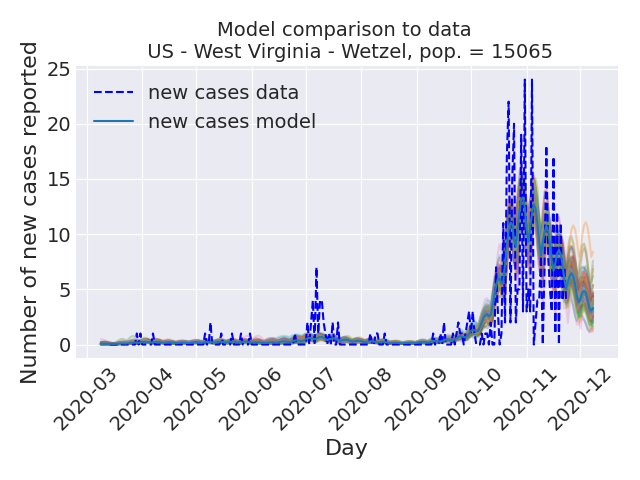 Model comparison to data
US - West Virginia - Wetzel, pop. = 15065
Number of new cases reported
25
20
15
10
5
0
new cases data
new cases model
2020-03
2020-04
2020-05
2020-06
2020-07
2020-08
2020-09
2020-10
2020-11
2020-12
Day